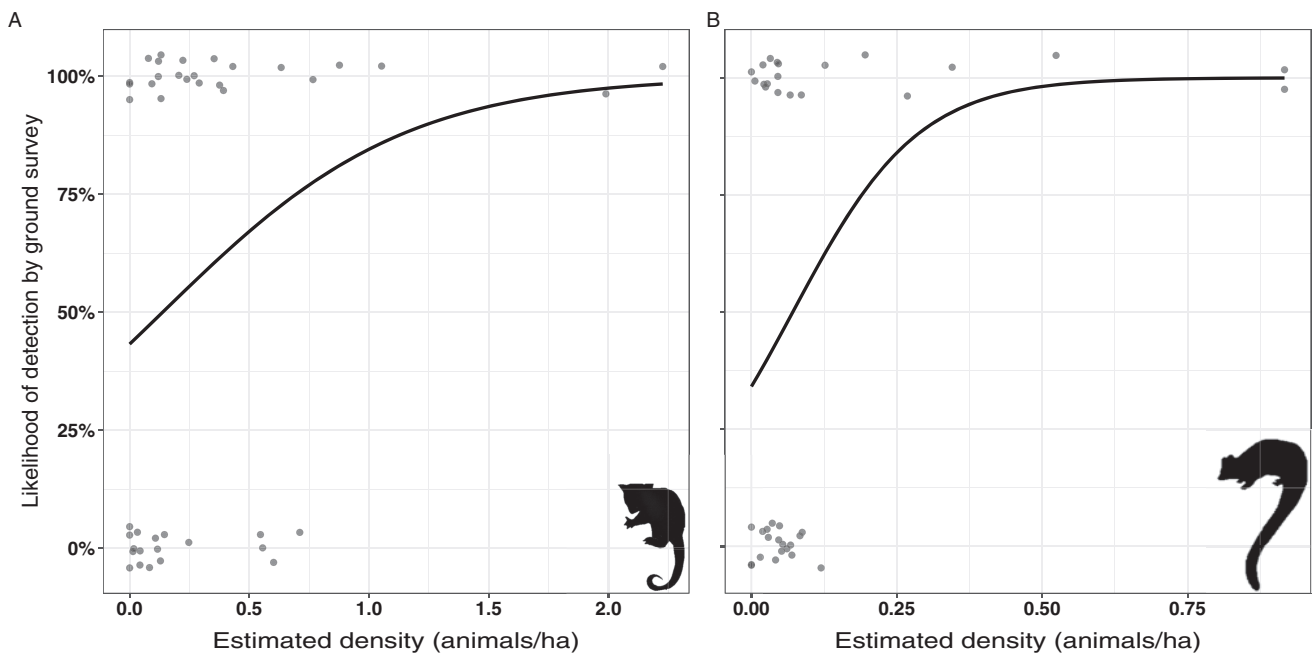 A
B
Likelihood of detection by ground survey
100%
75%
50%
25%
0%
0.0 0.5 1.0 1.5 2.0
0.00 0.25 0.50 0.75
Estimated density (animals/ha)
Estimated density (animals/ha)